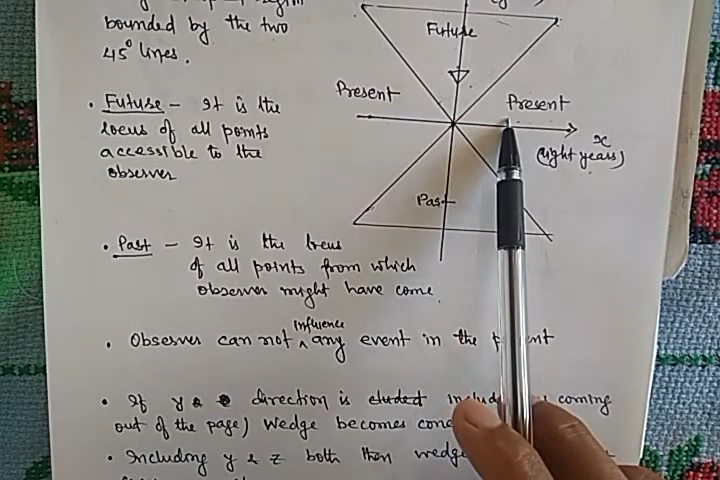 bounded by the two
45° lines.
Future
Present
Present
x
(light years)
Past
• Future - It is the
locus of all points
accessible to the
observer
• Past - It is the locus
of all points from which
observer might have come.
• Observer can not influence any event in the
• If y direction is included coming
out of the page) Wedge becomes
• Including y & z both then